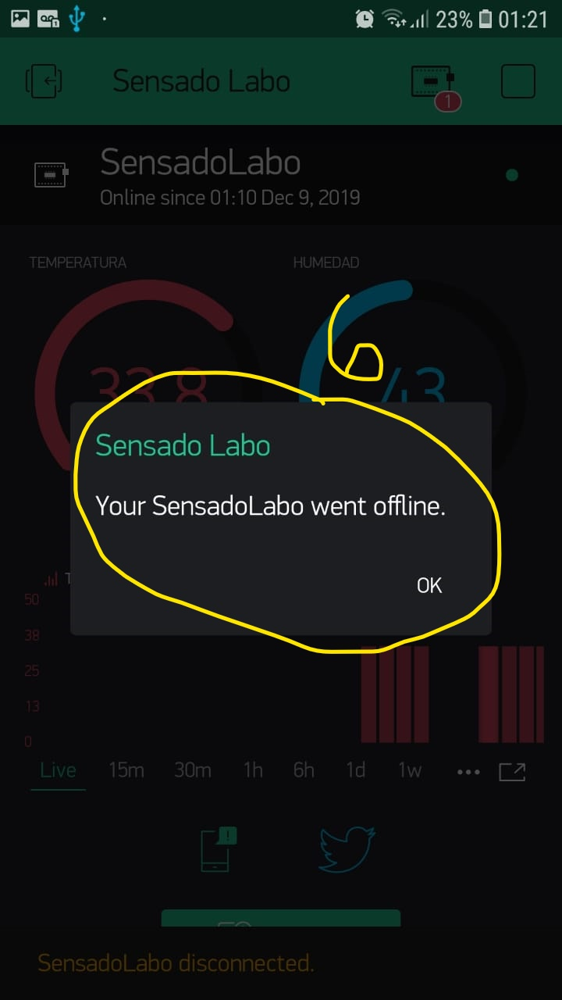 23% 01:21
Sensado Labo
1
SensadoLabo
Online since 01:10 Dec 9, 2019
TEMPERATURA HUMEDAD
6
33.8 43
Sensado Labo
Your SensadoLabo went offline.
OK
50
38
25
13
0
Live 15m 30m 1h 6h 1d 1w
SensadoLabo disconnected.